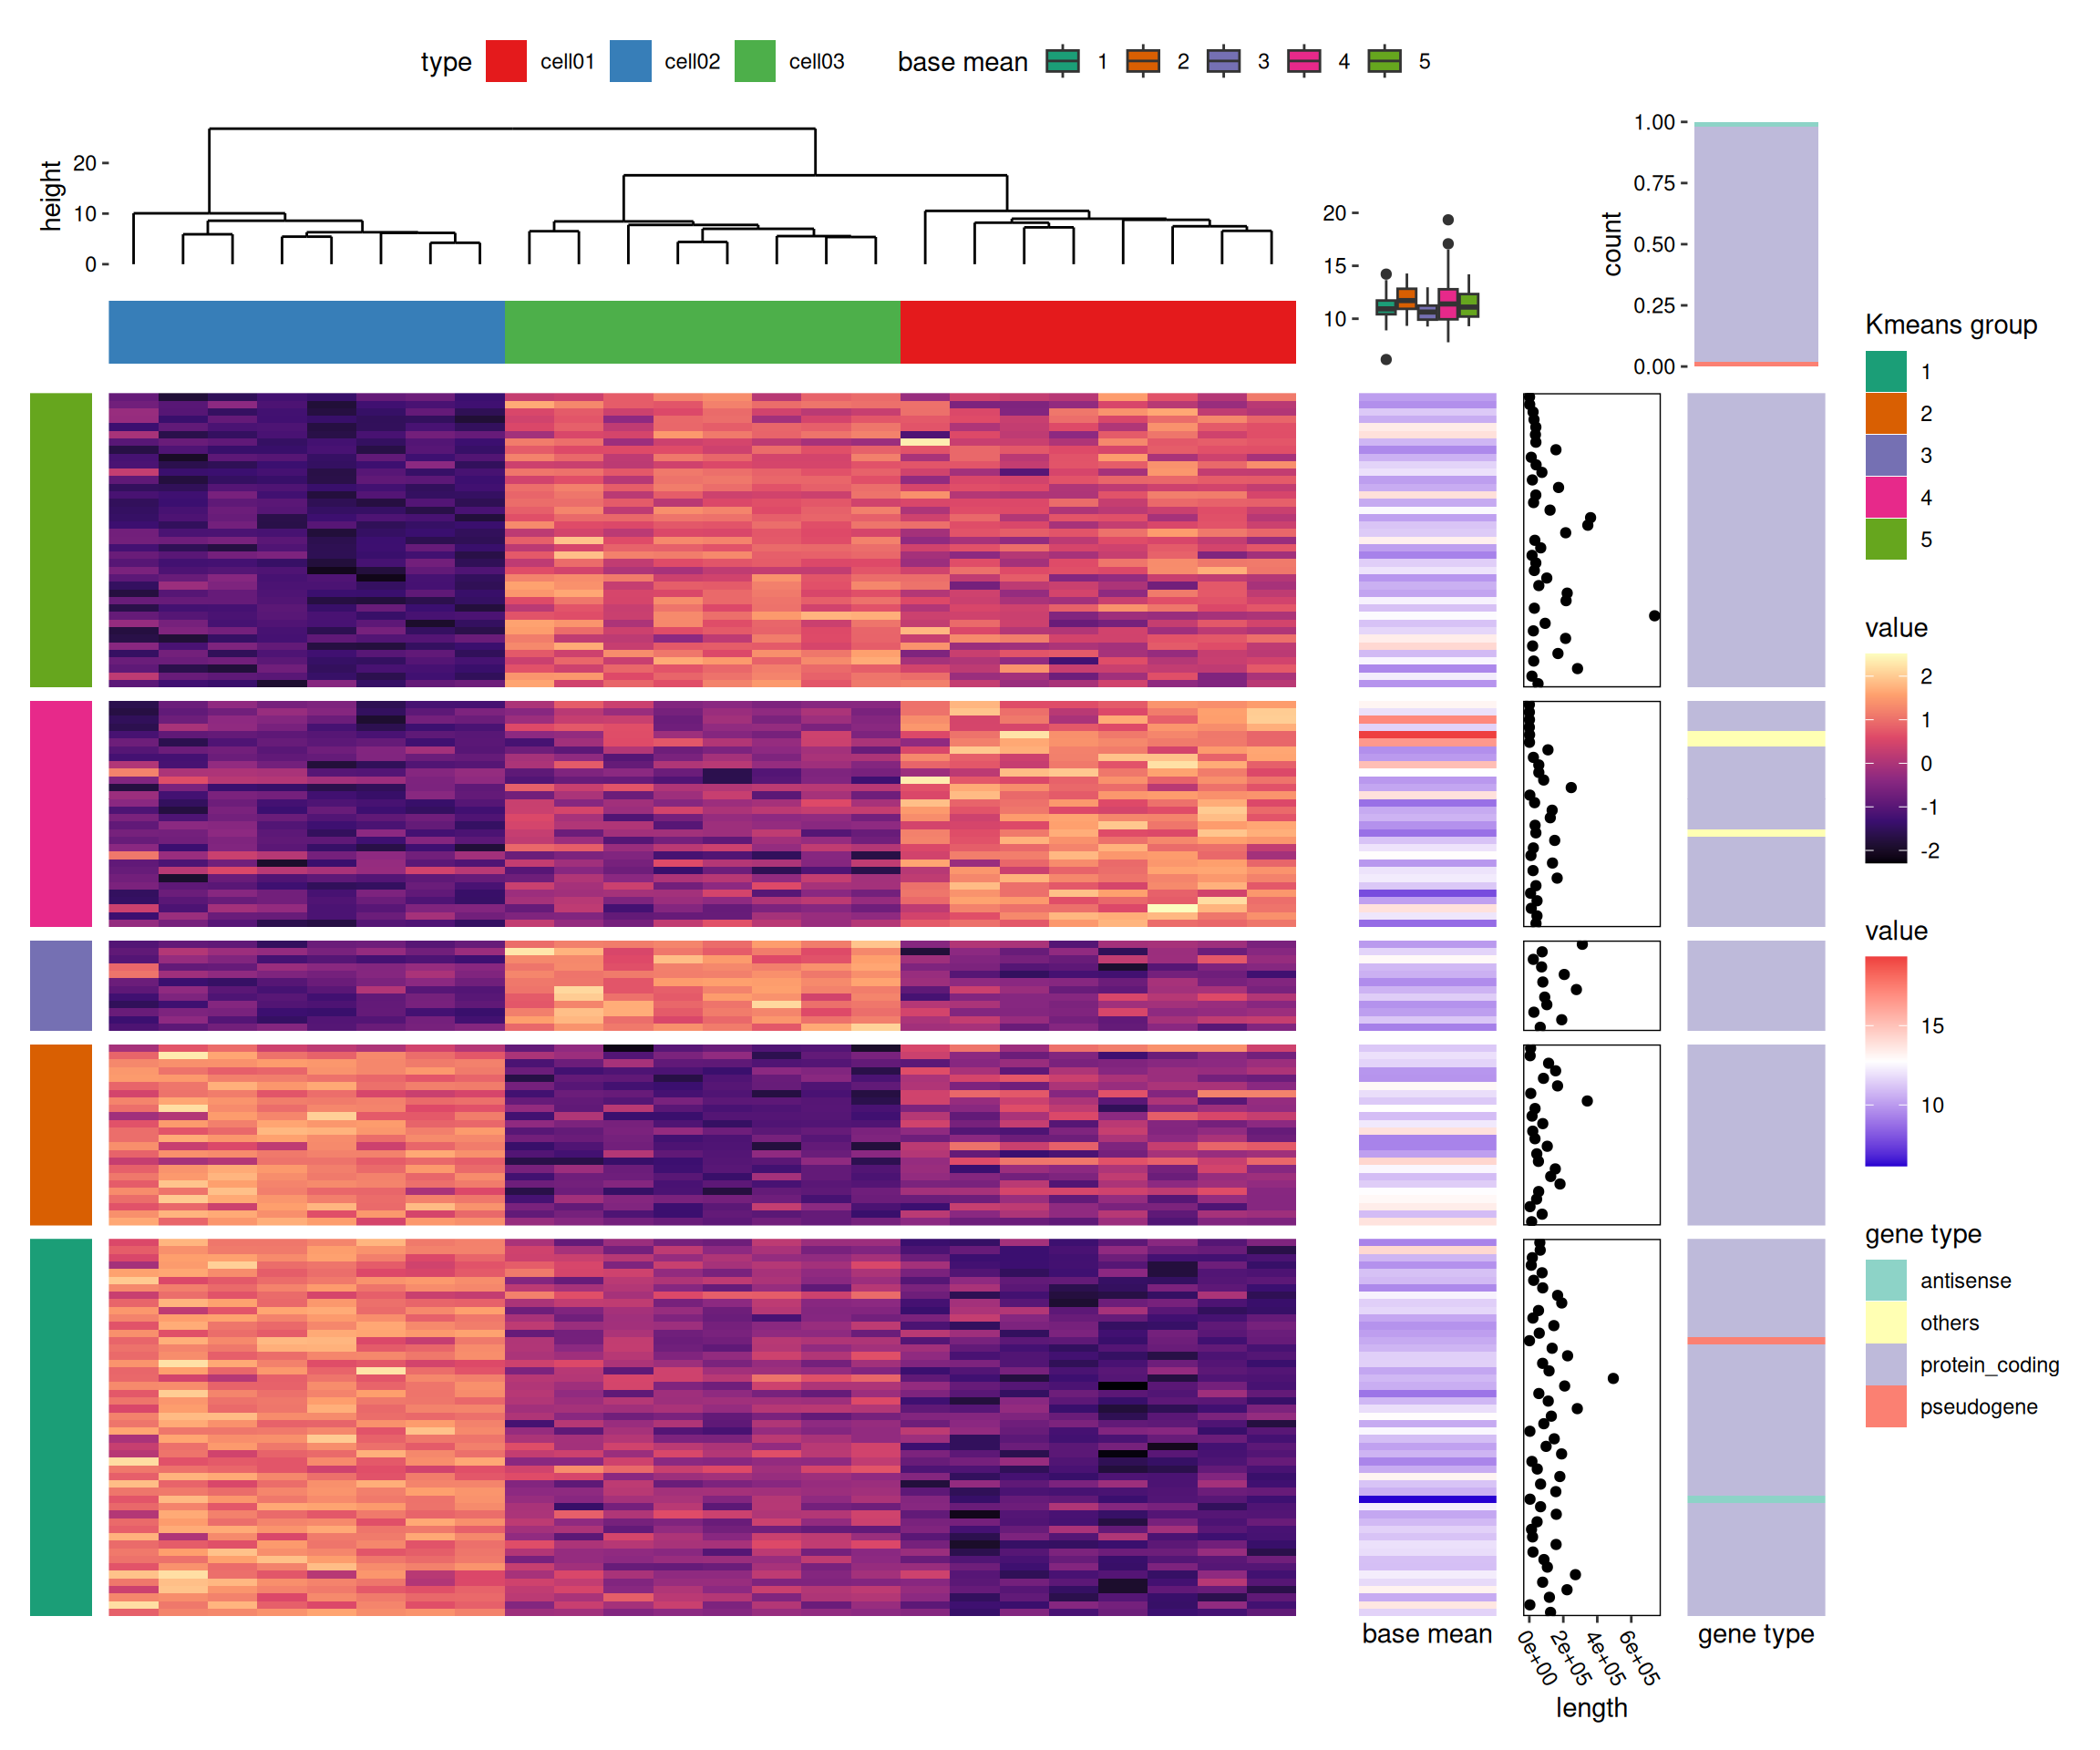 type cell01 cell02 cell03 base mean 1 2 3 4 5
height
20
10
0
20
15
10
count
1.00
0.75
0.50
0.25
0.00
Kmeans group
1
2
3
4
5
value
2
1
0
-1
-2
value
15
10
gene type
antisense
others
protein_coding
pseudogene
base mean
0e+00 2e+05 4e+05 6e+05
length
gene type